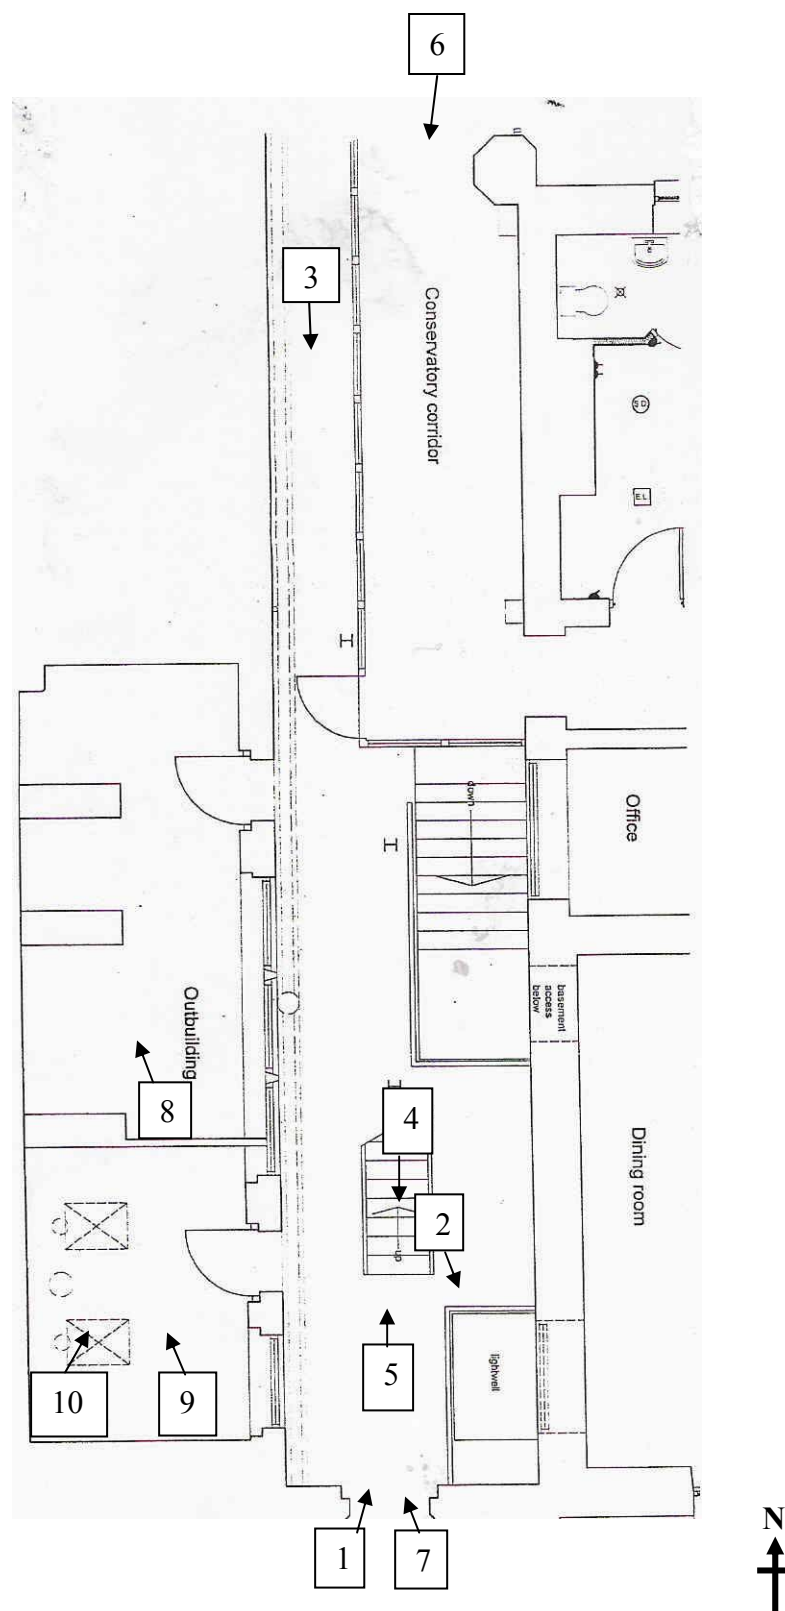 6
3
Conservatory corridor
SD
EL
down
Office
basement
access
below
Outbuilding
8
4
Dining room
2
up
5
lightwell
10
9
1
7
N